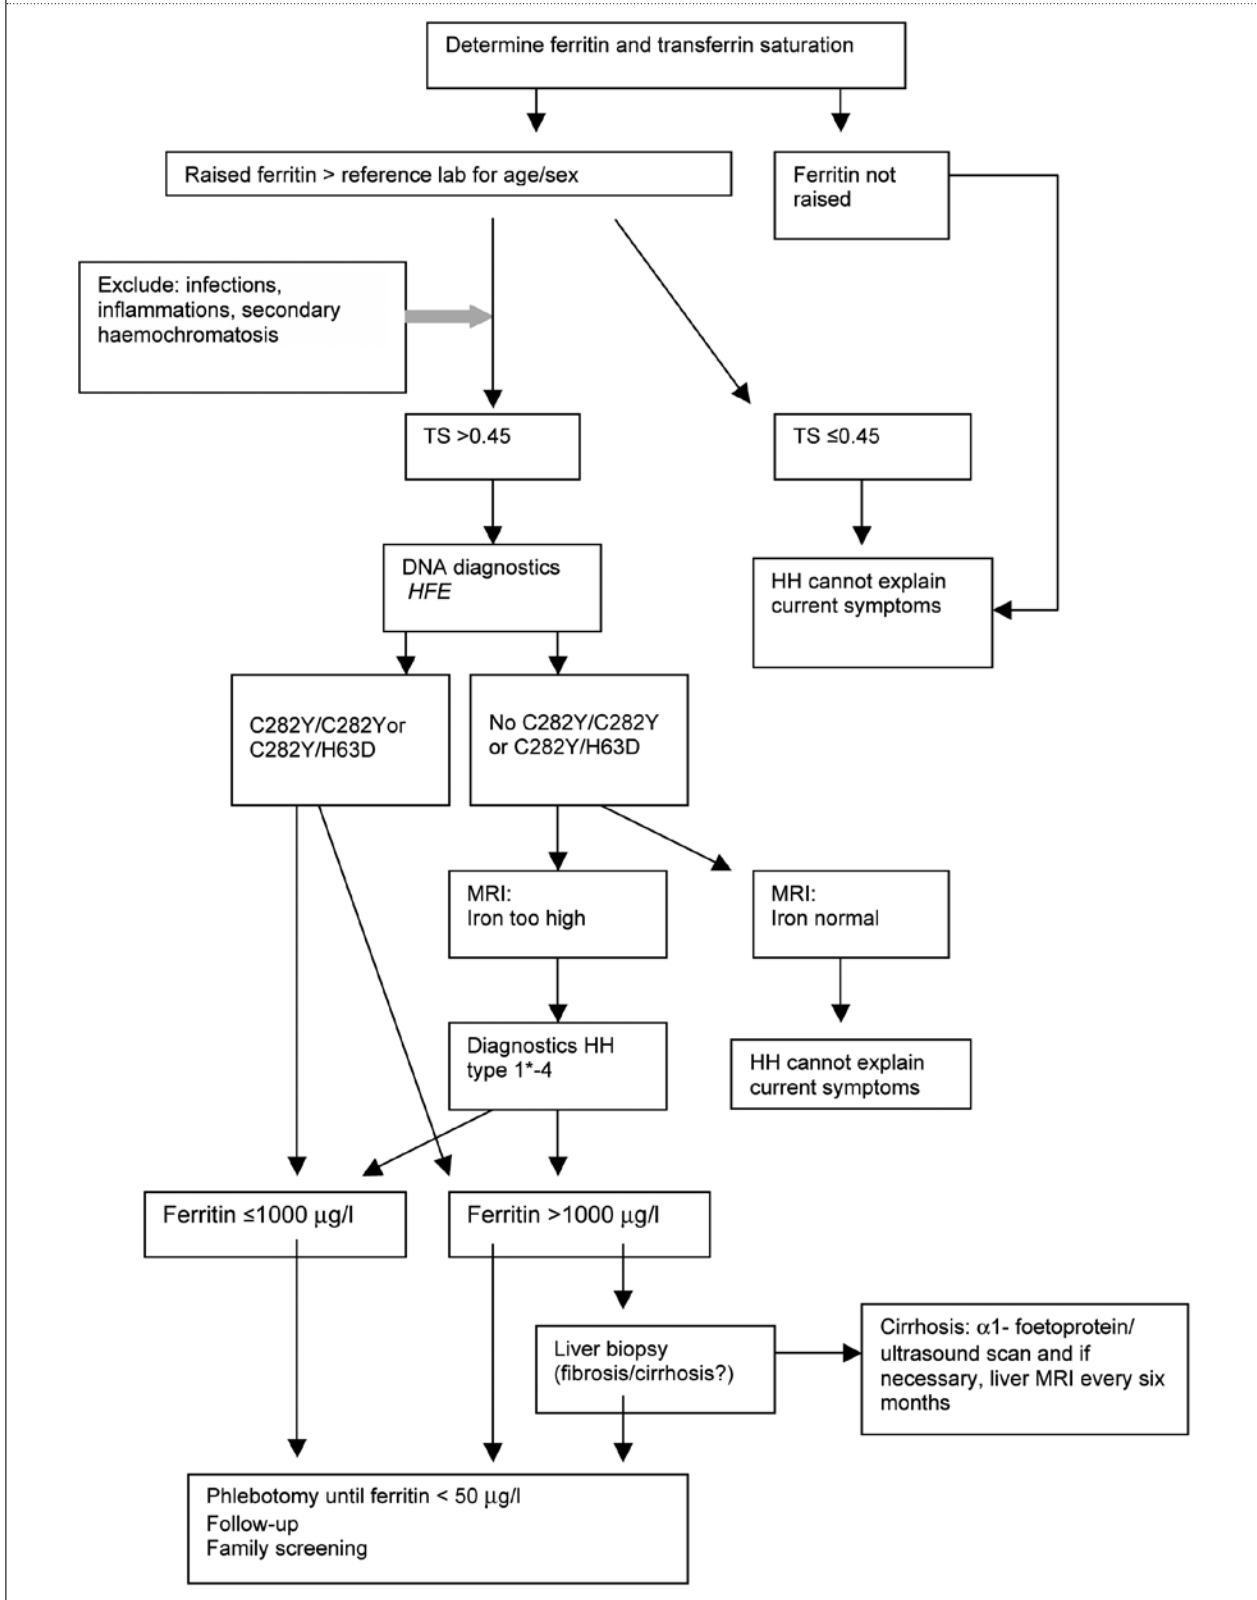 Determine ferritin and transferrin saturation
Raised ferritin > reference lab for age/sex
Ferritin not
raised
Exclude: infections,
inflammations, secondary
haemochromatosis
TS >0.45
TS ≤0.45
DNA diagnostics
HFE
HH cannot explain
current symptoms
C282Y/C282Yor
C282Y/H63D
No C282Y/C282Y
or C282Y/H63D
MRI:
Iron too high
MRI:
Iron normal
Diagnostics HH
type 1*-4
HH cannot explain
current symptoms
Ferritin ≤1000 μg/l
Ferritin >1000 μg/l
Liver biopsy
(fibrosis/cirrhosis?)
Cirrhosis: α1- foetoprotein/
ultrasound scan and if
necessary, liver MRI every six
months
Phlebotomy until ferritin < 50 μg/l
Follow-up
Family screening